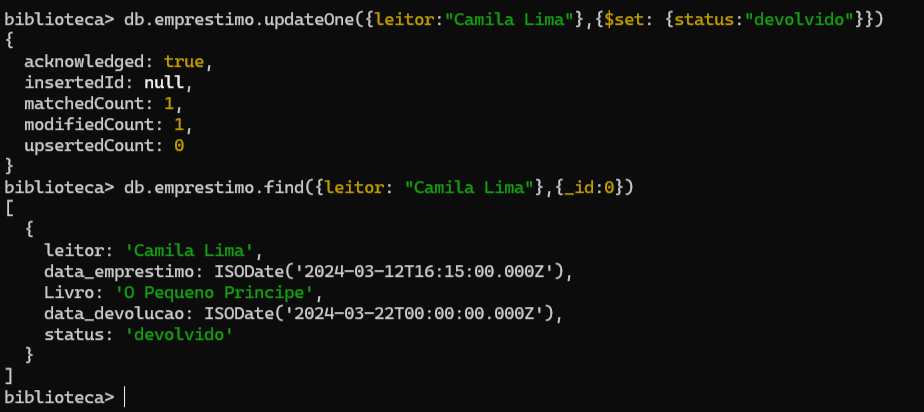 biblioteca> db.emprestimo.updateOne({leitor:"Camila Lima"},{$set: {status:"devolvido"}})
{
  acknowledged: true,
  insertedId: null,
  matchedCount: 1,
  modifiedCount: 1,
  upsertedCount: 0
}
biblioteca> db.emprestimo.find({leitor: "Camila Lima"},{_id:0})
[
  {
    leitor: 'Camila Lima',
    data_emprestimo: ISODate('2024-03-12T16:15:00.000Z'),
    Livro: 'O Pequeno Principe',
    data_devolucao: ISODate('2024-03-22T00:00:00.000Z'),
    status: 'devolvido'
  }
]
biblioteca>